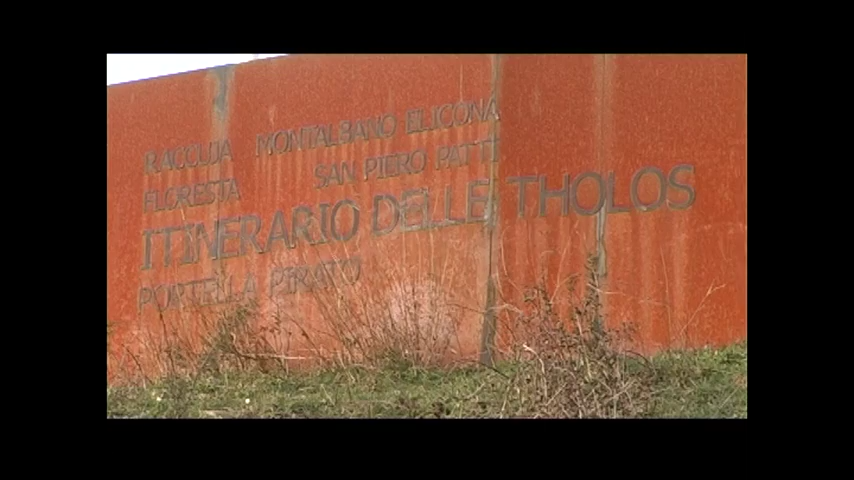 RACCUJA MONTALBANO ELICONA
FLORESTA SAN PIERO PATTI
ITINERARIO DELLE THOLOS
PORTELLA PIRATO